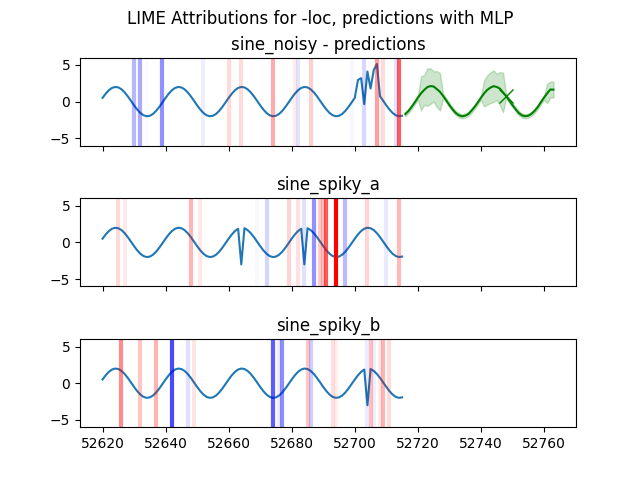 LIME Attributions for -loc, predictions with MLP
sine_noisy - predictions
5
0
−5
sine_spiky_a
5
0
−5
sine_spiky_b
5
0
−5
52620 52640 52660 52680 52700 52720 52740 52760